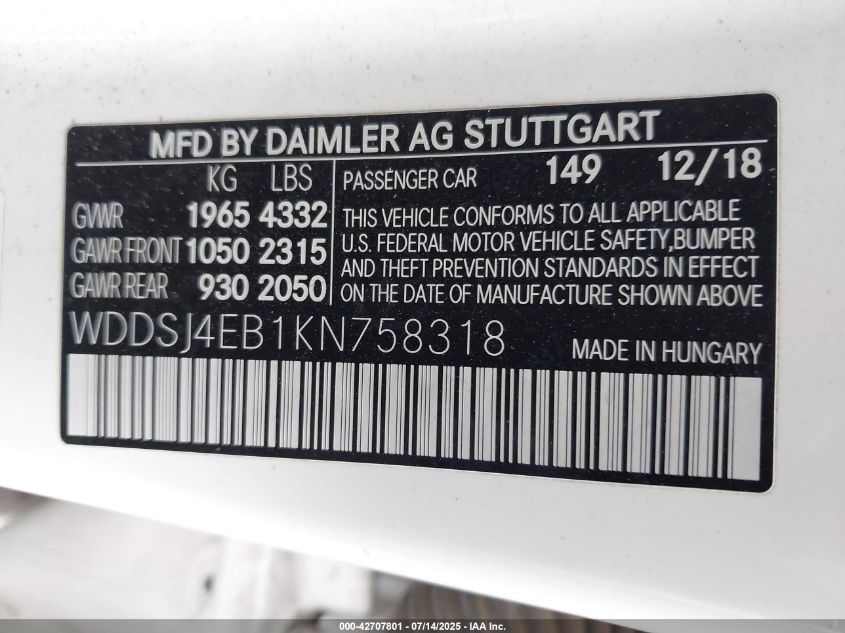 MFD BY DAIMLER AG STUTTGART
KG LBS
GVWR 1965 4332
GAWR FRONT 1050 2315
GAWR REAR 930 2050
PASSENGER CAR 149 12/18
THIS VEHICLE CONFORMS TO ALL APPLICABLE
U.S. FEDERAL MOTOR VEHICLE SAFETY,BUMPER
AND THEFT PREVENTION STANDARDS IN EFFECT
ON THE DATE OF MANUFACTURE SHOWN ABOVE.
WDDSJ4EB1KN758318
MADE IN HUNGARY
000-42707801 - 07/14/2025 - IAA Inc.